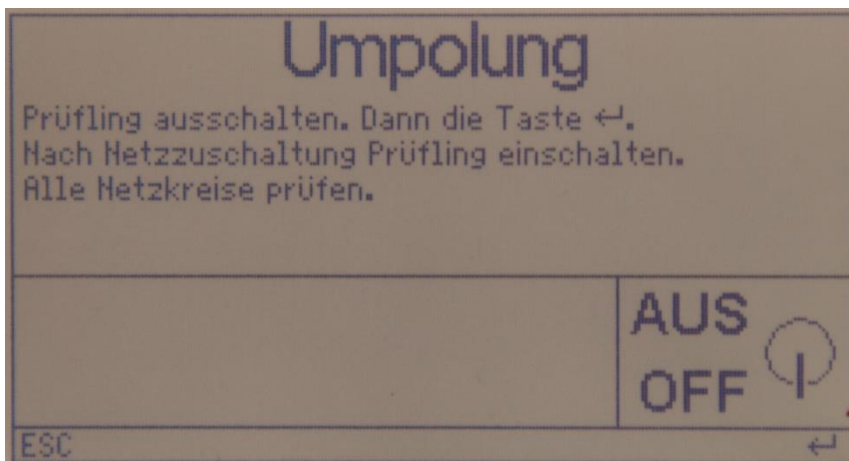 Umpolung
Prüfling ausschalten. Dann die Taste ↵.
Nach Netzzuschaltung Prüfling einschalten.
Alle Netzkreise prüfen.
AUS
OFF
ESC ↵